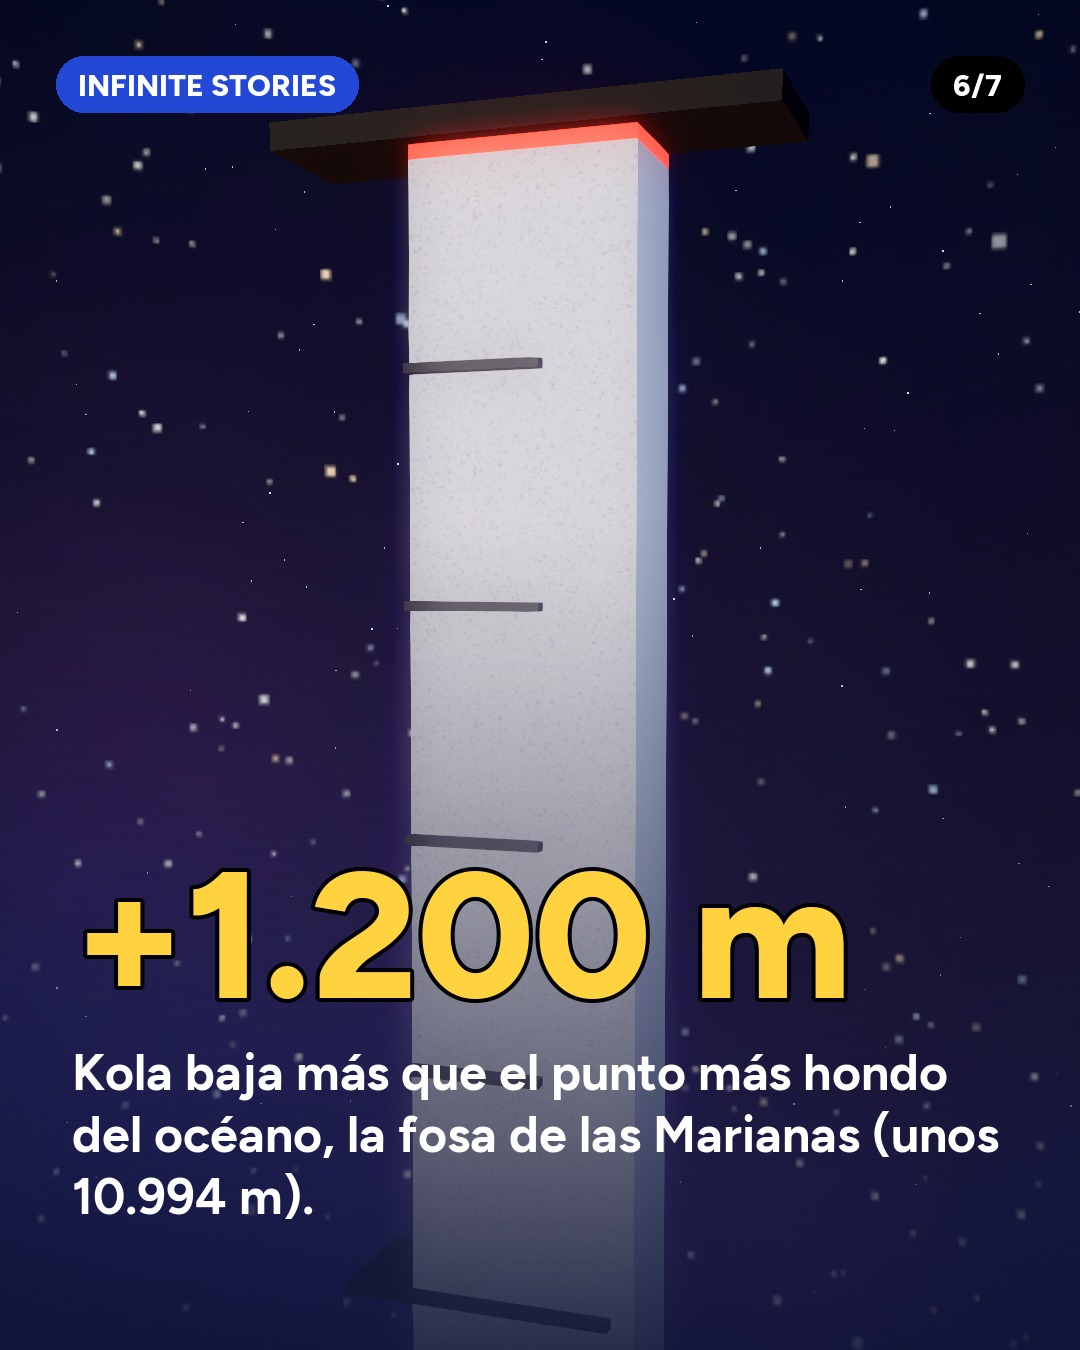 INFINITE STORIES
6/7
+1.200 m
Kola baja más que el punto más hondo
del océano, la fosa de las Marianas (unos
10.994 m).